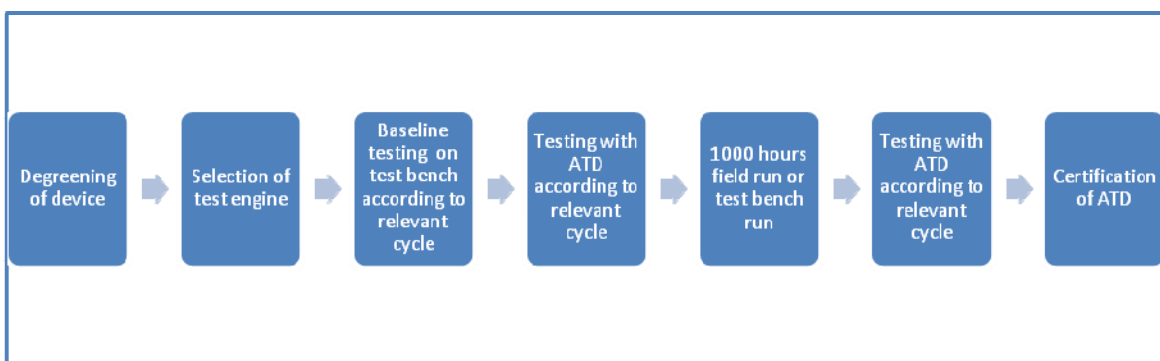 Degreening
of device
Selection of
test engine
Baseline
testing on
test bench
according to
relevant
cycle
Testing with
ATD
according to
relevant
cycle
1000 hours
field run or
test bench
run
Testing with
ATD
according to
relevant
cycle
Certification
of ATD